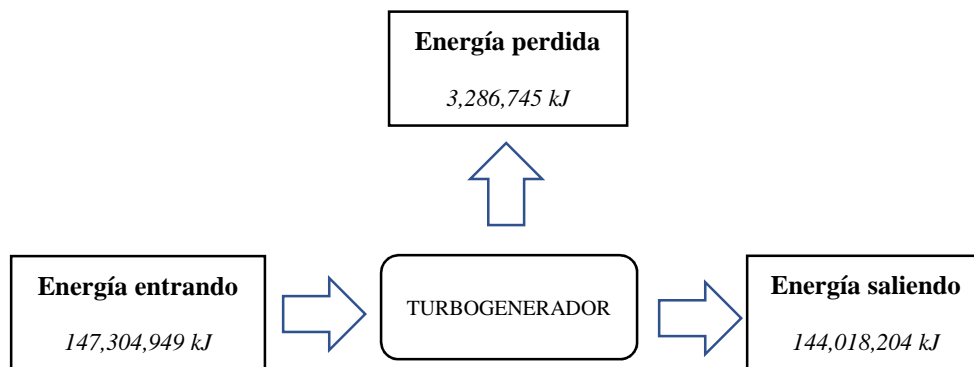 Energía perdida
3,286,745 kJ
Energía entrando
147,304,949 kJ
TURBOGENERADOR
Energía saliendo
144,018,204 kJ